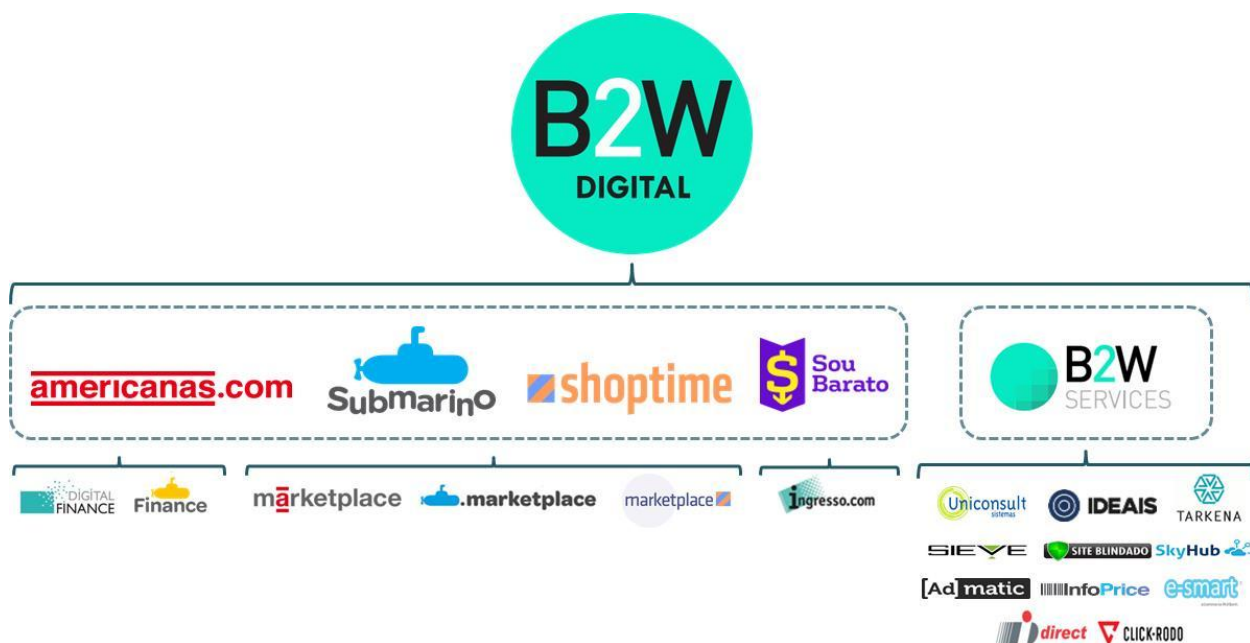 B2W
DIGITAL
americanas.com
Submarino
shoptime
Sou
Barato
B2W
SERVICES
DIGITAL
FINANCE
Finance
marketplace
.marketplace
marketplace
ingresso.com
Uniconsult
sistemas
IDEAIS
TARKENA
SIEVE
SITE BLINDADO
SkyHub
[Ad]matic
InfoPrice
e-smart
direct
CLICK-RODO